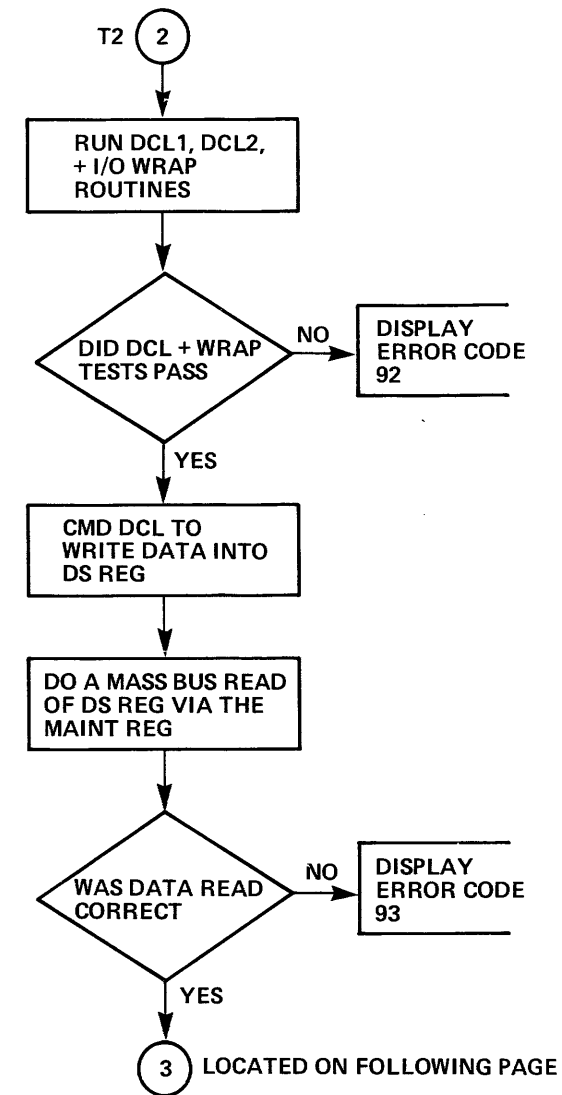 T2 2
RUN DCL1, DCL2,
+ I/O WRAP
ROUTINES
DID DCL + WRAP
TESTS PASS
NO
DISPLAY
ERROR CODE
92
YES
CMD DCL TO
WRITE DATA INTO
DS REG
DO A MASS BUS READ
OF DS REG VIA THE
MAINT REG
WAS DATA READ
CORRECT
NO
DISPLAY
ERROR CODE
93
YES
3 LOCATED ON FOLLOWING PAGE